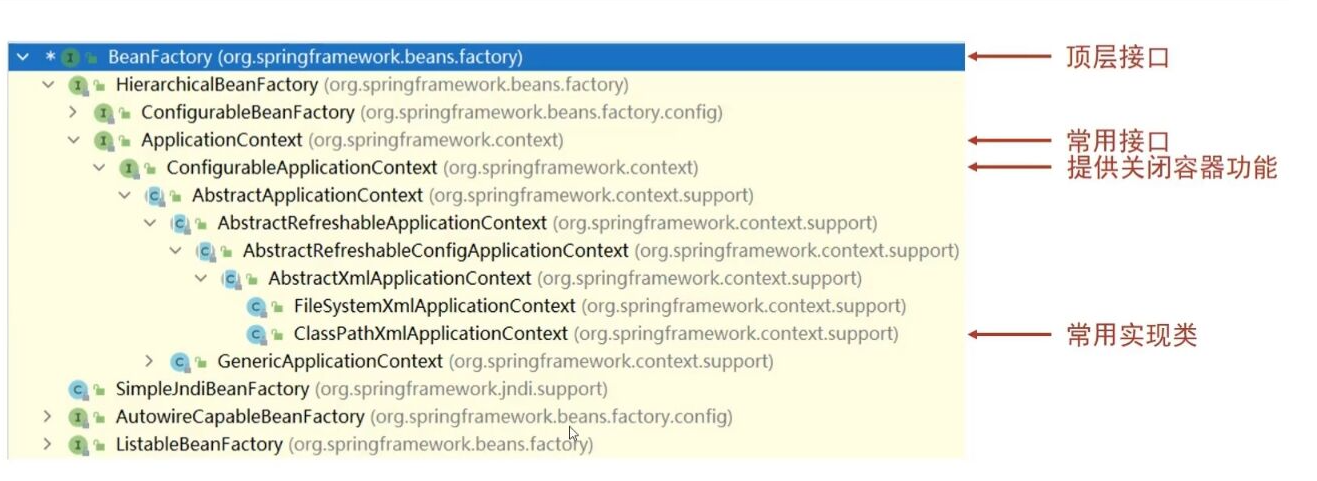 BeanFactory (org.springframework.beans.factory) 顶层接口
HierarchicalBeanFactory (org.springframework.beans.factory)
ConfigurableBeanFactory (org.springframework.beans.factory.config)
ApplicationContext (org.springframework.context) 常用接口
ConfigurableApplicationContext (org.springframework.context) 提供关闭容器功能
AbstractApplicationContext (org.springframework.context.support)
AbstractRefreshableApplicationContext (org.springframework.context.support)
AbstractRefreshableConfigApplicationContext (org.springframework.context.support)
AbstractXmlApplicationContext (org.springframework.context.support)
FileSystemXmlApplicationContext (org.springframework.context.support)
ClassPathXmlApplicationContext (org.springframework.context.support) 常用实现类
GenericApplicationContext (org.springframework.context.support)
SimpleJndiBeanFactory (org.springframework.jndi.support)
AutowireCapableBeanFactory (org.springframework.beans.factory.config)
ListableBeanFactory (org.springframework.beans.factory)